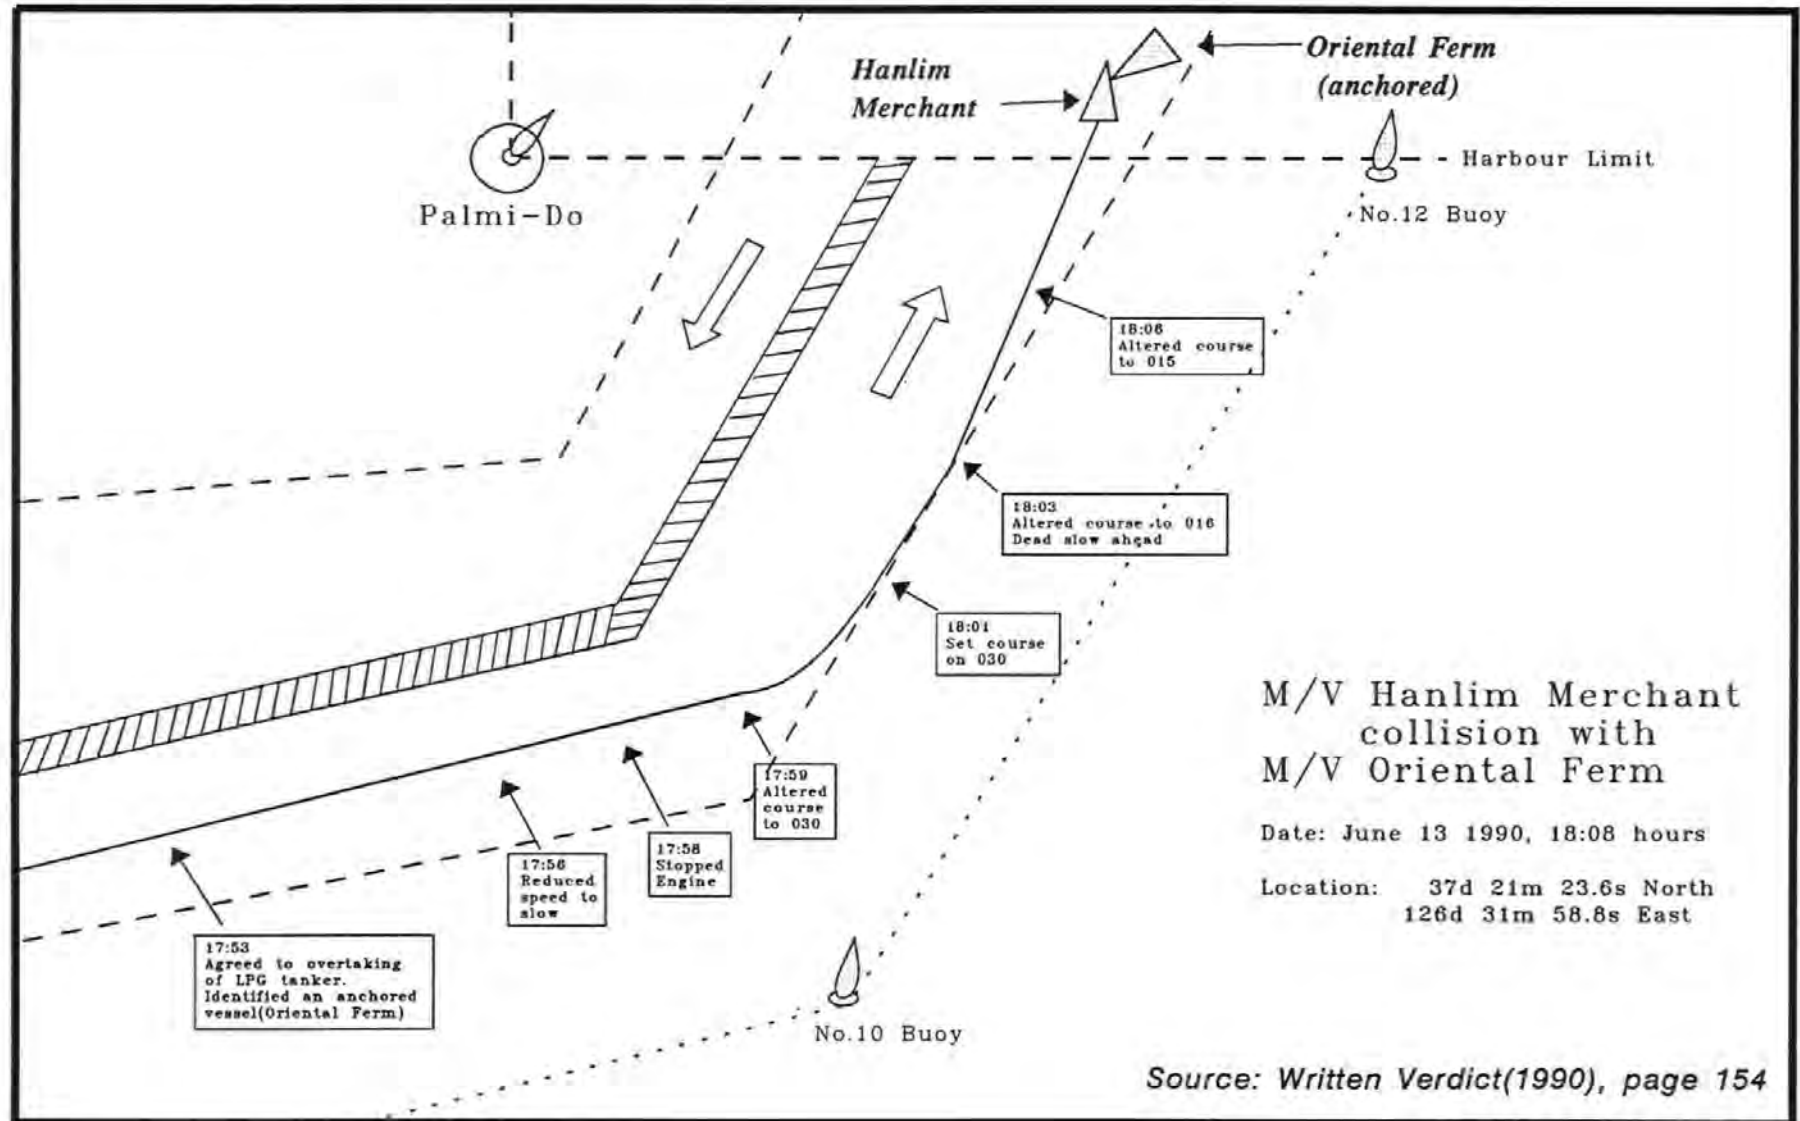 Hanlim
Merchant
Oriental Ferm
(anchored)
Palmi-Do
Harbour Limit
No.12 Buoy
18:06
Altered course
to 015
18:03
Altered course to 016
Dead slow ahead
18:01
Set course
on 030
17:59
Altered
course
to 030
17:58
Stopped
Engine
17:56
Reduced
speed to
slow
17:53
Agreed to overtaking
of LPG tanker.
Identified an anchored
vessel(Oriental Ferm)
No.10 Buoy
M/V Hanlim Merchant
collision with
M/V Oriental Ferm
Date: June 13 1990, 18:08 hours
Location: 37d 21m 23.6s North
126d 31m 58.8s East
Source: Written Verdict(1990), page 154